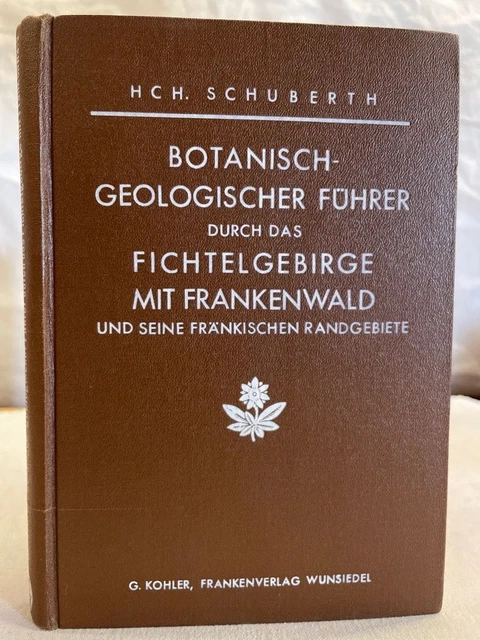 HCH. SCHUBERTH
BOTANISCH-
GEOLOGISCHER FÜHRER
DURCH DAS
FICHTELGEBIRGE
MIT FRANKENWALD
UND SEINE FRÄNKISCHEN RANDGEBIETE
G. KOHLER, FRANKENVERLAG WUNSIEDEL